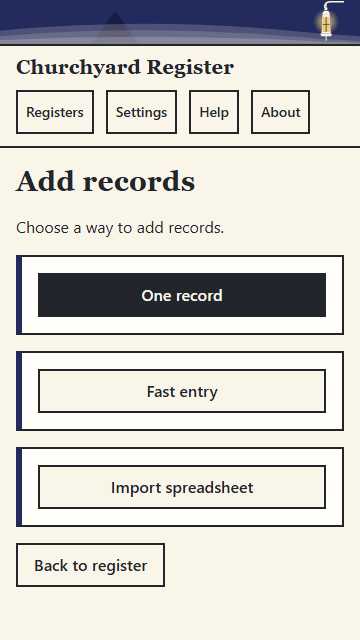 Churchyard Register
Registers
Settings
Help
About
Add records
Choose a way to add records.
One record
Fast entry
Import spreadsheet
Back to register